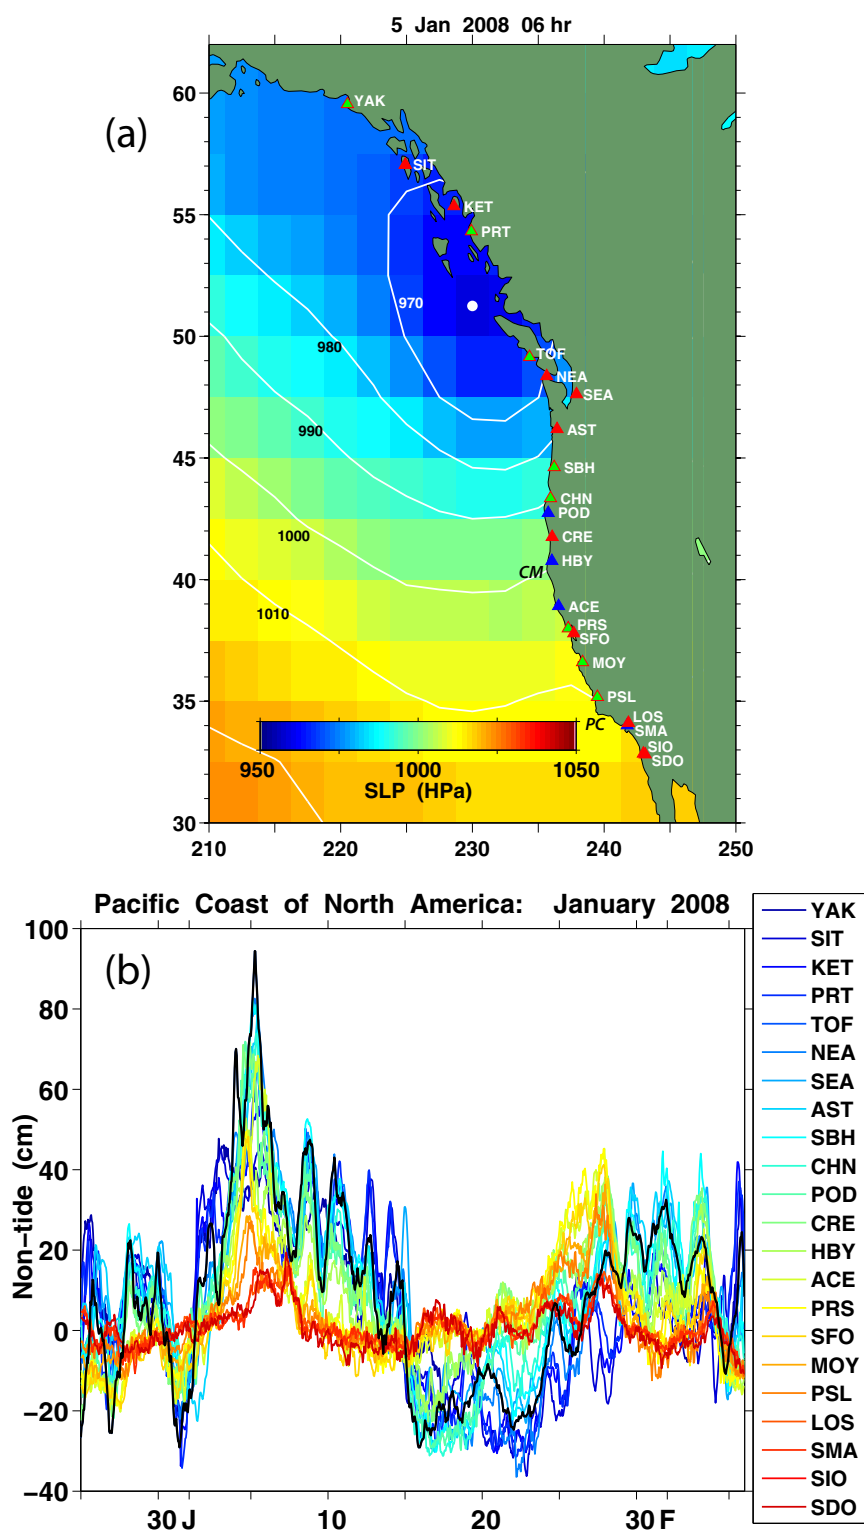 5 Jan 2008 06 hr
(a)
60
55
50
45
40
35
30
YAK
SIT
KET
PRT
970
980
TOF
NEA
SEA
990
AST
SBH
CHN
POD
1000
CRE
CM
HBY
1010
ACE
PRS
SFO
MOY
PSL
LOS
PC
SMA
SIO
SDO
950
1000
1050
SLP (HPa)
210
220
230
240
250
Pacific Coast of North America: January 2008
(b)
Non-tide (cm)
100
80
60
40
20
0
−20
−40
30 J
10
20
30 F
YAK
SIT
KET
PRT
TOF
NEA
SEA
AST
SBH
CHN
POD
CRE
HBY
ACE
PRS
SFO
MOY
PSL
LOS
SMA
SIO
SDO